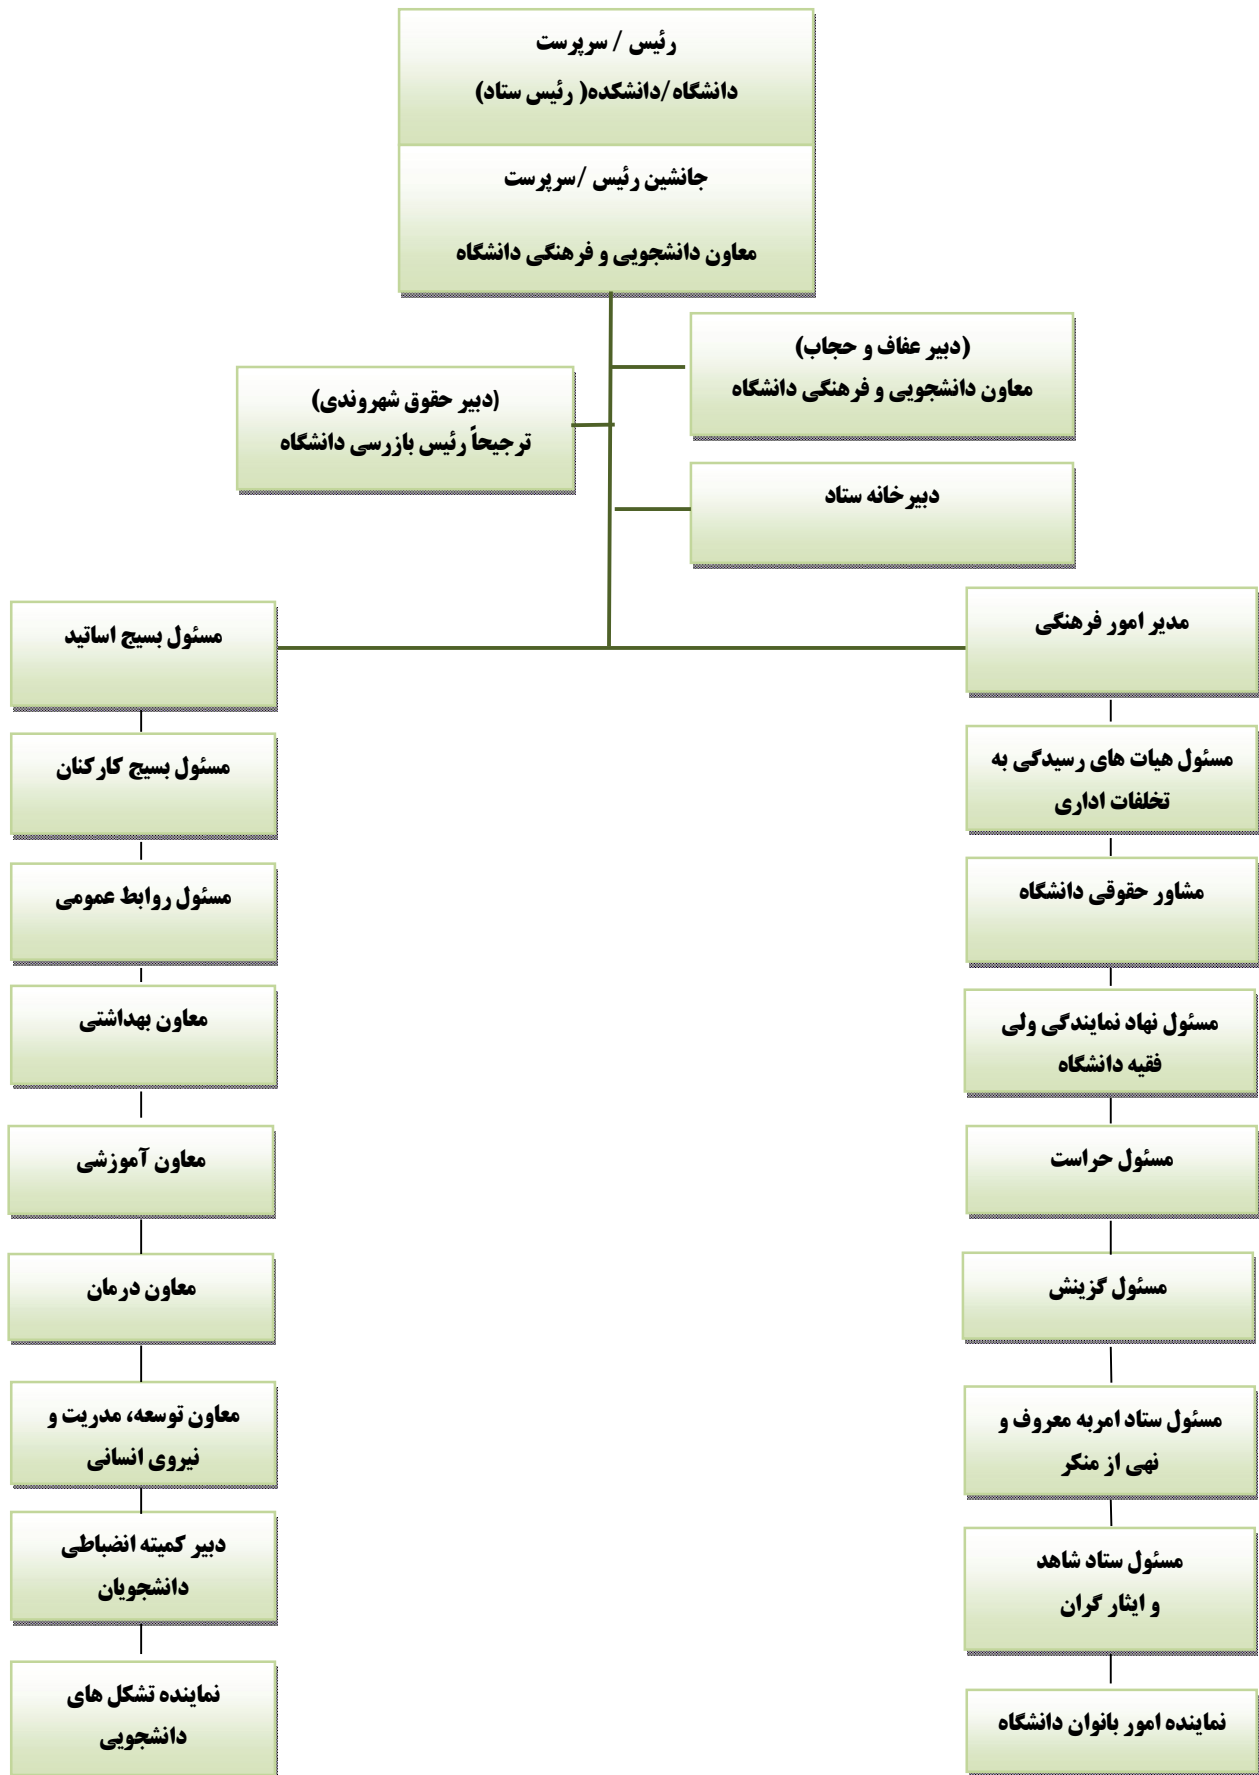 رئیس / سرپرست
دانشگاه/دانشکده( رئیس ستاد)
جانشین رئیس /سرپرست
معاون دانشجویی و فرهنگی دانشگاه
(دبیر عفاف و حجاب)
معاون دانشجویی و فرهنگی دانشگاه
(دبیر حقوق شهروندی)
ترجیحاً رئیس بازرسی دانشگاه
دبیرخانه ستاد
مدیر امور فرهنگی
مسئول هیات های رسیدگی به
تخلفات اداری
مشاور حقوقی دانشگاه
مسئول نهاد نمایندگی ولی
فقیه دانشگاه
مسئول حراست
مسئول گزینش
مسئول ستاد امربه معروف و
نهی از منکر
مسئول ستاد شاهد
و ایثار گران
نماینده امور بانوان دانشگاه
مسئول بسیج اساتید
مسئول بسیج کارکنان
مسئول روابط عمومی
معاون بهداشتی
معاون آموزشی
معاون درمان
معاون توسعه، مدریت و
نیروی انسانی
دبیر کمیته انضباطی
دانشجویان
نماینده تشکل های
دانشجویی